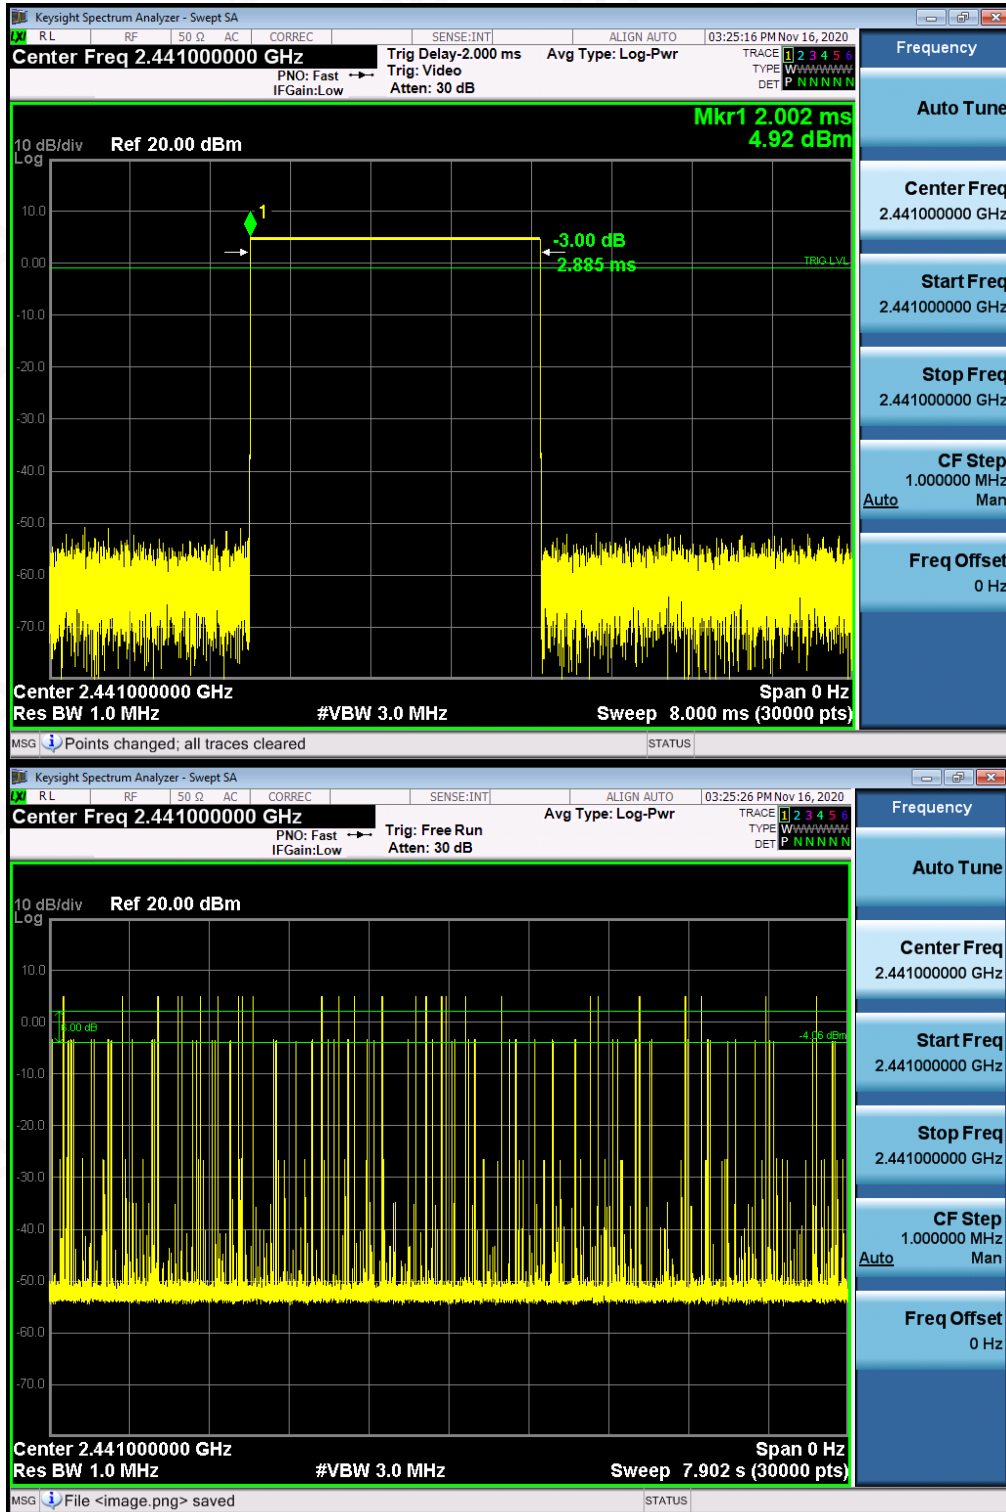 Keysight Spectrum Analyzer - Swept SA
LXI RL RF 50 Ω AC CORREC SENSE:INT ALIGN AUTO 03:25:16 PM Nov 16, 2020
Center Freq 2.441000000 GHz Trig Delay-2.000 ms Avg Type: Log-Pwr TRACE 1 2 3 4 5 6
PNO: Fast Trig: Video TYPE WWWWWW
IFGain:Low Atten: 30 dB DET P N N N N N
Mkr1 2.002 ms
4.92 dBm
10 dB/div Ref 20.00 dBm
Log
10.0
1
-3.00 dB
0.00
2.885 ms
TRIG LVL
-10.0
-20.0
-30.0
-40.0
-50.0
-60.0
-70.0
Center 2.441000000 GHz Span 0 Hz
Res BW 1.0 MHz #VBW 3.0 MHz Sweep 8.000 ms (30000 pts)
MSG Points changed; all traces cleared STATUS
Frequency
Auto Tune
Center Freq
2.441000000 GHz
Start Freq
2.441000000 GHz
Stop Freq
2.441000000 GHz
CF Step
1.000000 MHz
Auto Man
Freq Offset
0 Hz
Keysight Spectrum Analyzer - Swept SA
LXI RL RF 50 Ω AC CORREC SENSE:INT ALIGN AUTO 03:25:26 PM Nov 16, 2020
Center Freq 2.441000000 GHz Avg Type: Log-Pwr TRACE 1 2 3 4 5 6
PNO: Fast Trig: Free Run TYPE WWWWWW
IFGain:Low Atten: 30 dB DET P N N N N N
10 dB/div Ref 20.00 dBm
Log
10.0
0.00
6.00 dB
-4.06 dBm
-10.0
-20.0
-30.0
-40.0
-50.0
-60.0
-70.0
Center 2.441000000 GHz Span 0 Hz
Res BW 1.0 MHz #VBW 3.0 MHz Sweep 7.902 s (30000 pts)
MSG File <image.png> saved STATUS
Frequency
Auto Tune
Center Freq
2.441000000 GHz
Start Freq
2.441000000 GHz
Stop Freq
2.441000000 GHz
CF Step
1.000000 MHz
Auto Man
Freq Offset
0 Hz